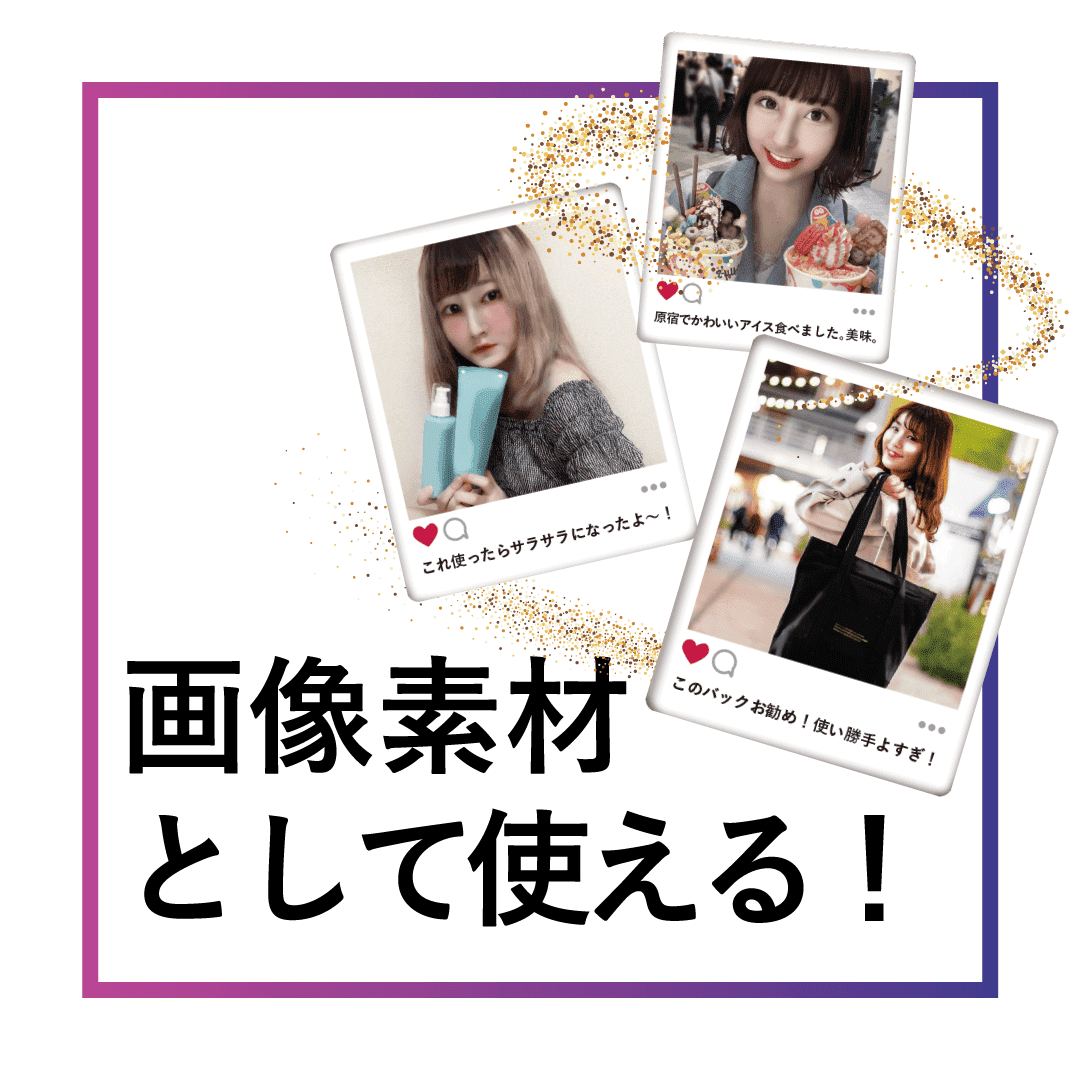 原宿でかわいいアイス食べました。美味。
これ使ったらサラサラになったよ〜！
このバックお勧め！使い勝手よすぎ！
画像素材
として使える！